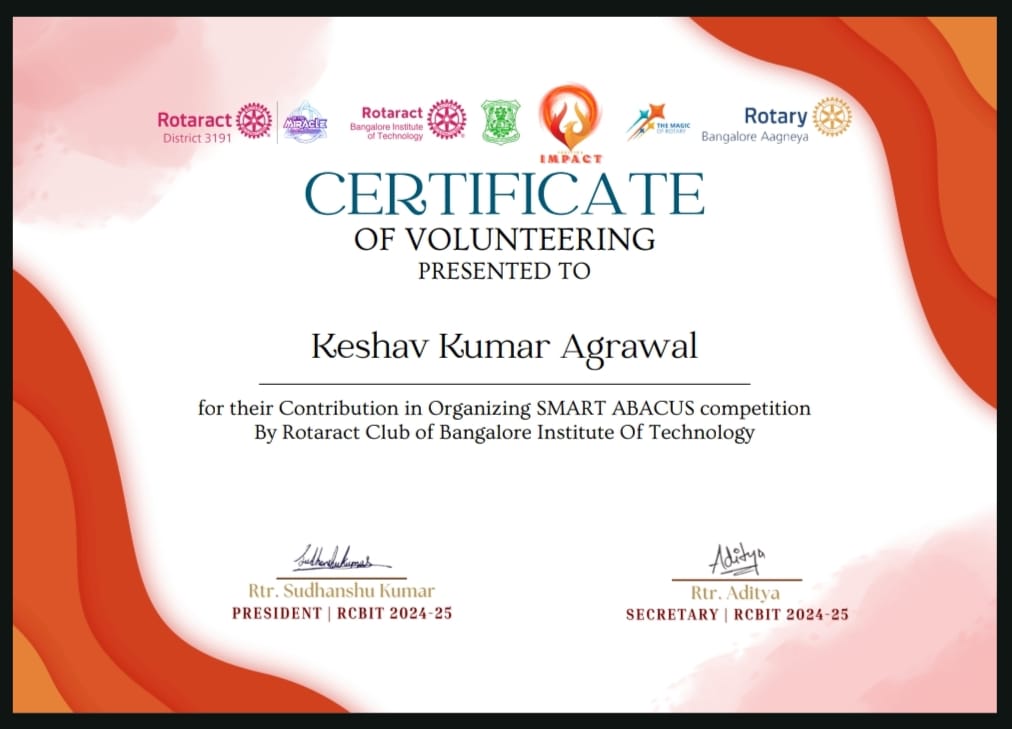 Rotaract
District 3191
MIRACLE
Rotaract
Bangalore Institute
of Technology
IMPACT
THE MAGIC
OF ROTARY
Rotary
Bangalore Aagneya
CERTIFICATE
OF VOLUNTEERING
PRESENTED TO
Keshav Kumar Agrawal
for their Contribution in Organizing SMART ABACUS competition
By Rotaract Club of Bangalore Institute Of Technology
Sudhanshukumar
Aditya
Rtr. Sudhanshu Kumar
Rtr. Aditya
PRESIDENT | RCBIT 2024-25
SECRETARY | RCBIT 2024-25